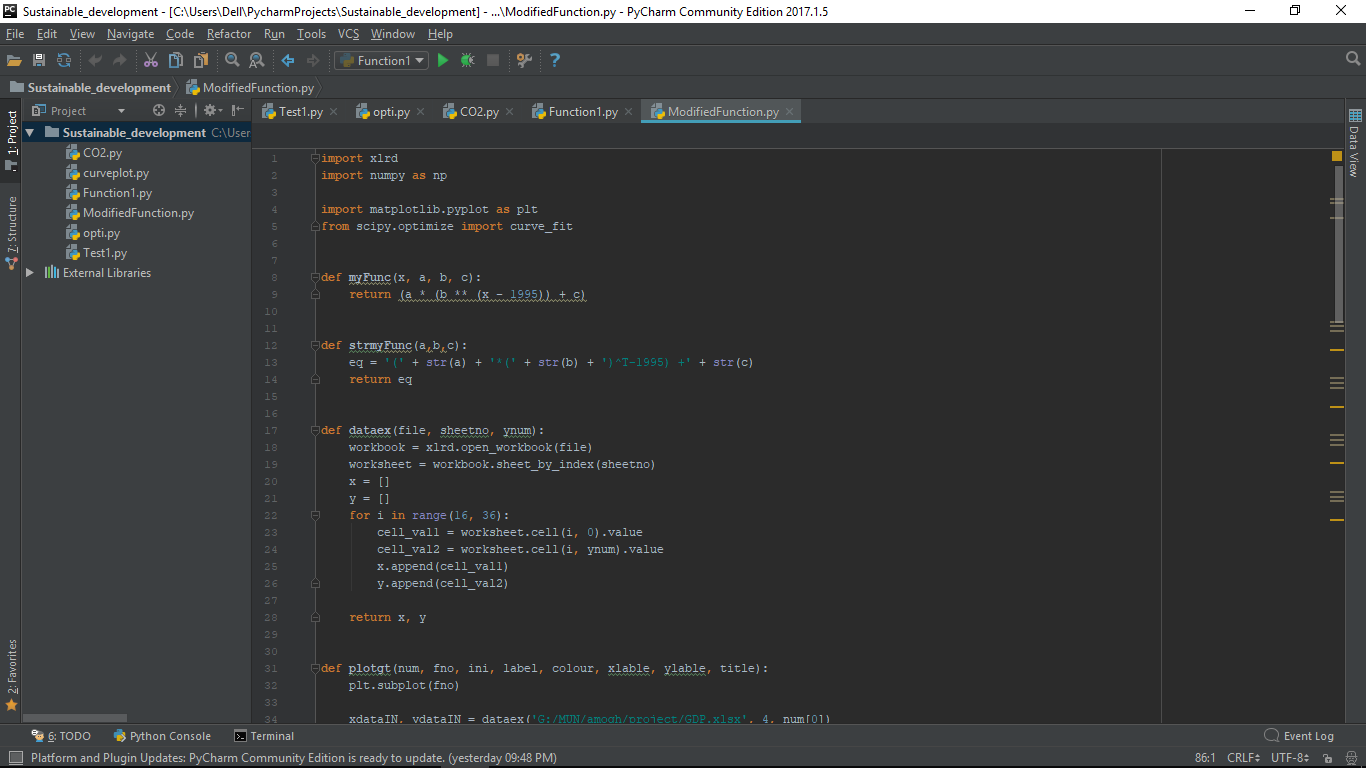 Sustainable_development - [C:\Users\Dell\PycharmProjects\Sustainable_development] - ...\ModifiedFunction.py - PyCharm Community Edition 2017.1.5
File Edit View Navigate Code Refactor Run Tools VCS Window Help
Function1
Sustainable_development ModifiedFunction.py
Project
Test1.py opti.py CO2.py Function1.py ModifiedFunction.py
1: Project
7: Structure
2: Favorites
Data View
Sustainable_development C:\User
CO2.py
curveplot.py
Function1.py
ModifiedFunction.py
opti.py
Test1.py
External Libraries
1 import xlrd
2 import numpy as np
3
4 import matplotlib.pyplot as plt
5 from scipy.optimize import curve_fit
6
7
8 def myFunc(x, a, b, c):
9     return (a * (b ** (x - 1995)) + c)
10
11
12 def strmyFunc(a,b,c):
13     eq = '(' + str(a) + '*(' + str(b) + ')^T-1995) +' + str(c)
14     return eq
15
16
17 def dataex(file, sheetno, ynum):
18     workbook = xlrd.open_workbook(file)
19     worksheet = workbook.sheet_by_index(sheetno)
20     x = []
21     y = []
22     for i in range(16, 36):
23         cell_val1 = worksheet.cell(i, 0).value
24         cell_val2 = worksheet.cell(i, ynum).value
25         x.append(cell_val1)
26         y.append(cell_val2)
27
28     return x, y
29
30
31 def plotgt(num, fno, ini, label, colour, xlable, ylable, title):
32     plt.subplot(fno)
33
34     xdataIN, ydataIN = dataex('G:/MUN/amogh/project/GDP.xlsx', 4, num[0])
6: TODO Python Console Terminal Event Log
Platform and Plugin Updates: PyCharm Community Edition is ready to update. (yesterday 09:48 PM) 86:1 CRLF UTF-8